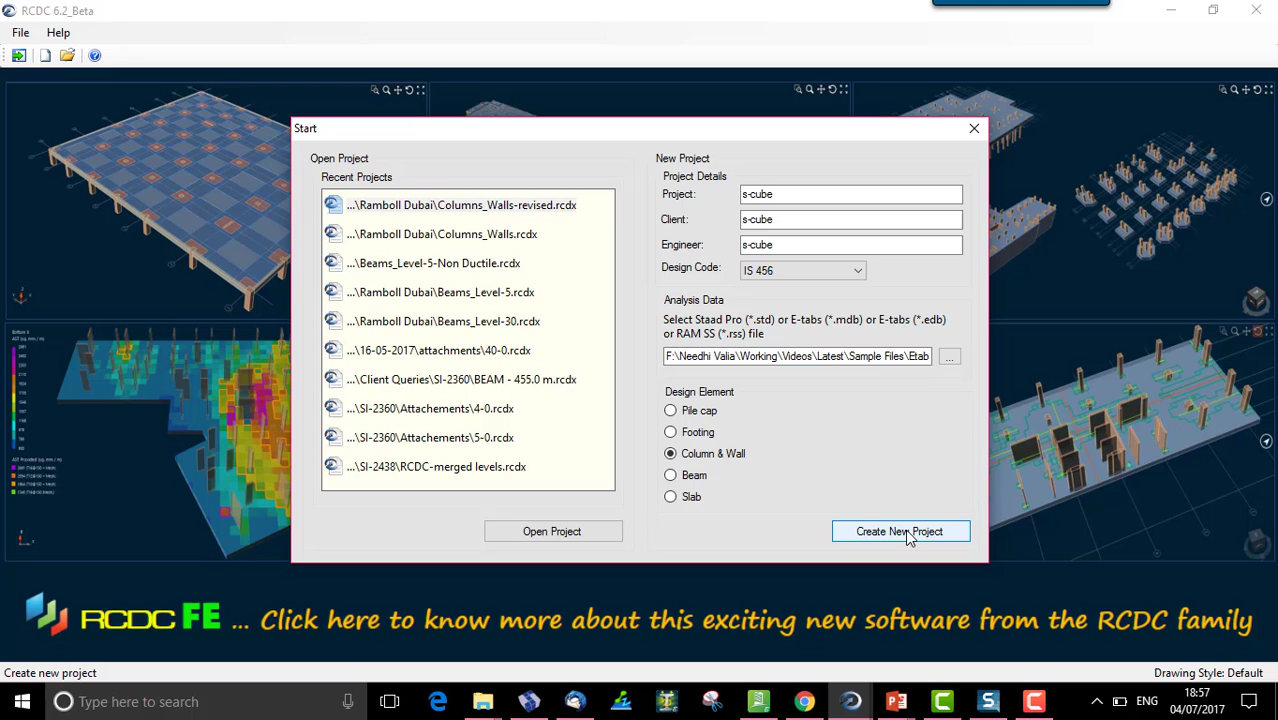 RCDC 6.2_Beta
File Help
Start
Open Project
Recent Projects
...\Ramboll Dubai\Columns_Walls-revised.rcdx
...\Ramboll Dubai\Columns_Walls.rcdx
...\Beams_Level-5-Non Ductile.rcdx
...\Ramboll Dubai\Beams_Level-5.rcdx
...\Ramboll Dubai\Beams_Level-30.rcdx
...\16-05-2017\attachments\40-0.rcdx
...\Client Queries\SI-2360\BEAM - 455.0 m.rcdx
...\SI-2360\Attachements\4-0.rcdx
...\SI-2360\Attachements\5-0.rcdx
...\SI-2438\RCDC-merged levels.rcdx
Open Project
New Project
Project Details
Project: s-cube
Client: s-cube
Engineer: s-cube
Design Code: IS 456
Analysis Data
Select Staad Pro (*.std) or E-tabs (*.mdb) or E-tabs (*.edb)
or RAM SS (*.rss) file
F:\Needhi Valia\Working\Videos\Latest\Sample Files\Etab ...
Design Element
Pile cap
Footing
Column & Wall
Beam
Slab
Create New Project
RCDC FE ... Click here to know more about this exciting new software from the RCDC family
Create new project
Drawing Style: Default
Type here to search
ENG
18:57
04/07/2017